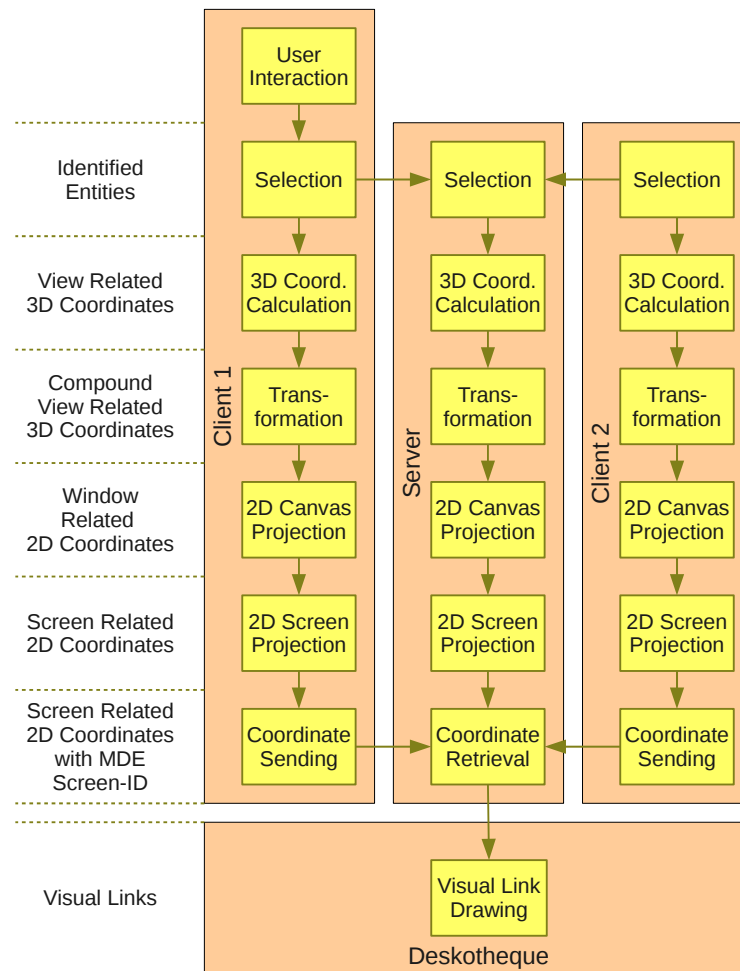 User
Interaction
Identified
Entities
Selection
Selection
Selection
View Related
3D Coordinates
3D Coord.
Calculation
3D Coord.
Calculation
3D Coord.
Calculation
Compound
View Related
3D Coordinates
Client 1
Trans-
formation
Server
Trans-
formation
Client 2
Trans-
formation
Window
Related
2D Coordinates
2D Canvas
Projection
2D Canvas
Projection
2D Canvas
Projection
Screen Related
2D Coordinates
2D Screen
Projection
2D Screen
Projection
2D Screen
Projection
Screen Related
2D Coordinates
with MDE
Screen-ID
Coordinate
Sending
Coordinate
Retrieval
Coordinate
Sending
Visual Links
Visual Link
Drawing
Deskotheque